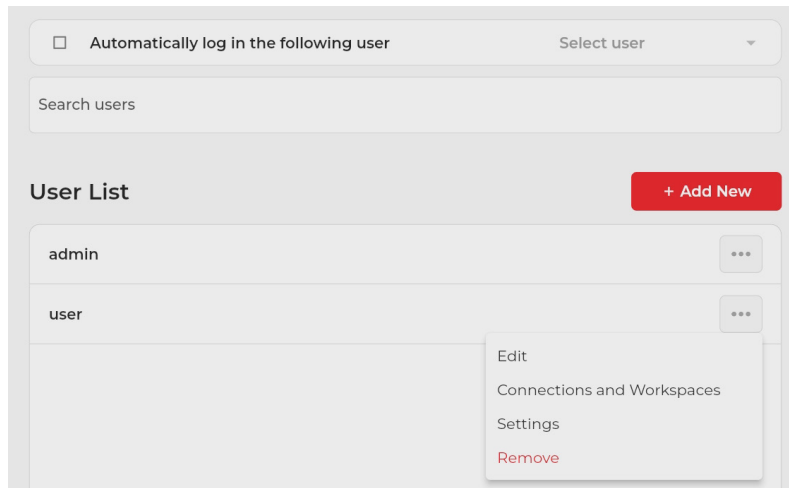 Automatically log in the following user
Select user
Search users
User List
+ Add New
admin
user
Edit
Connections and Workspaces
Settings
Remove